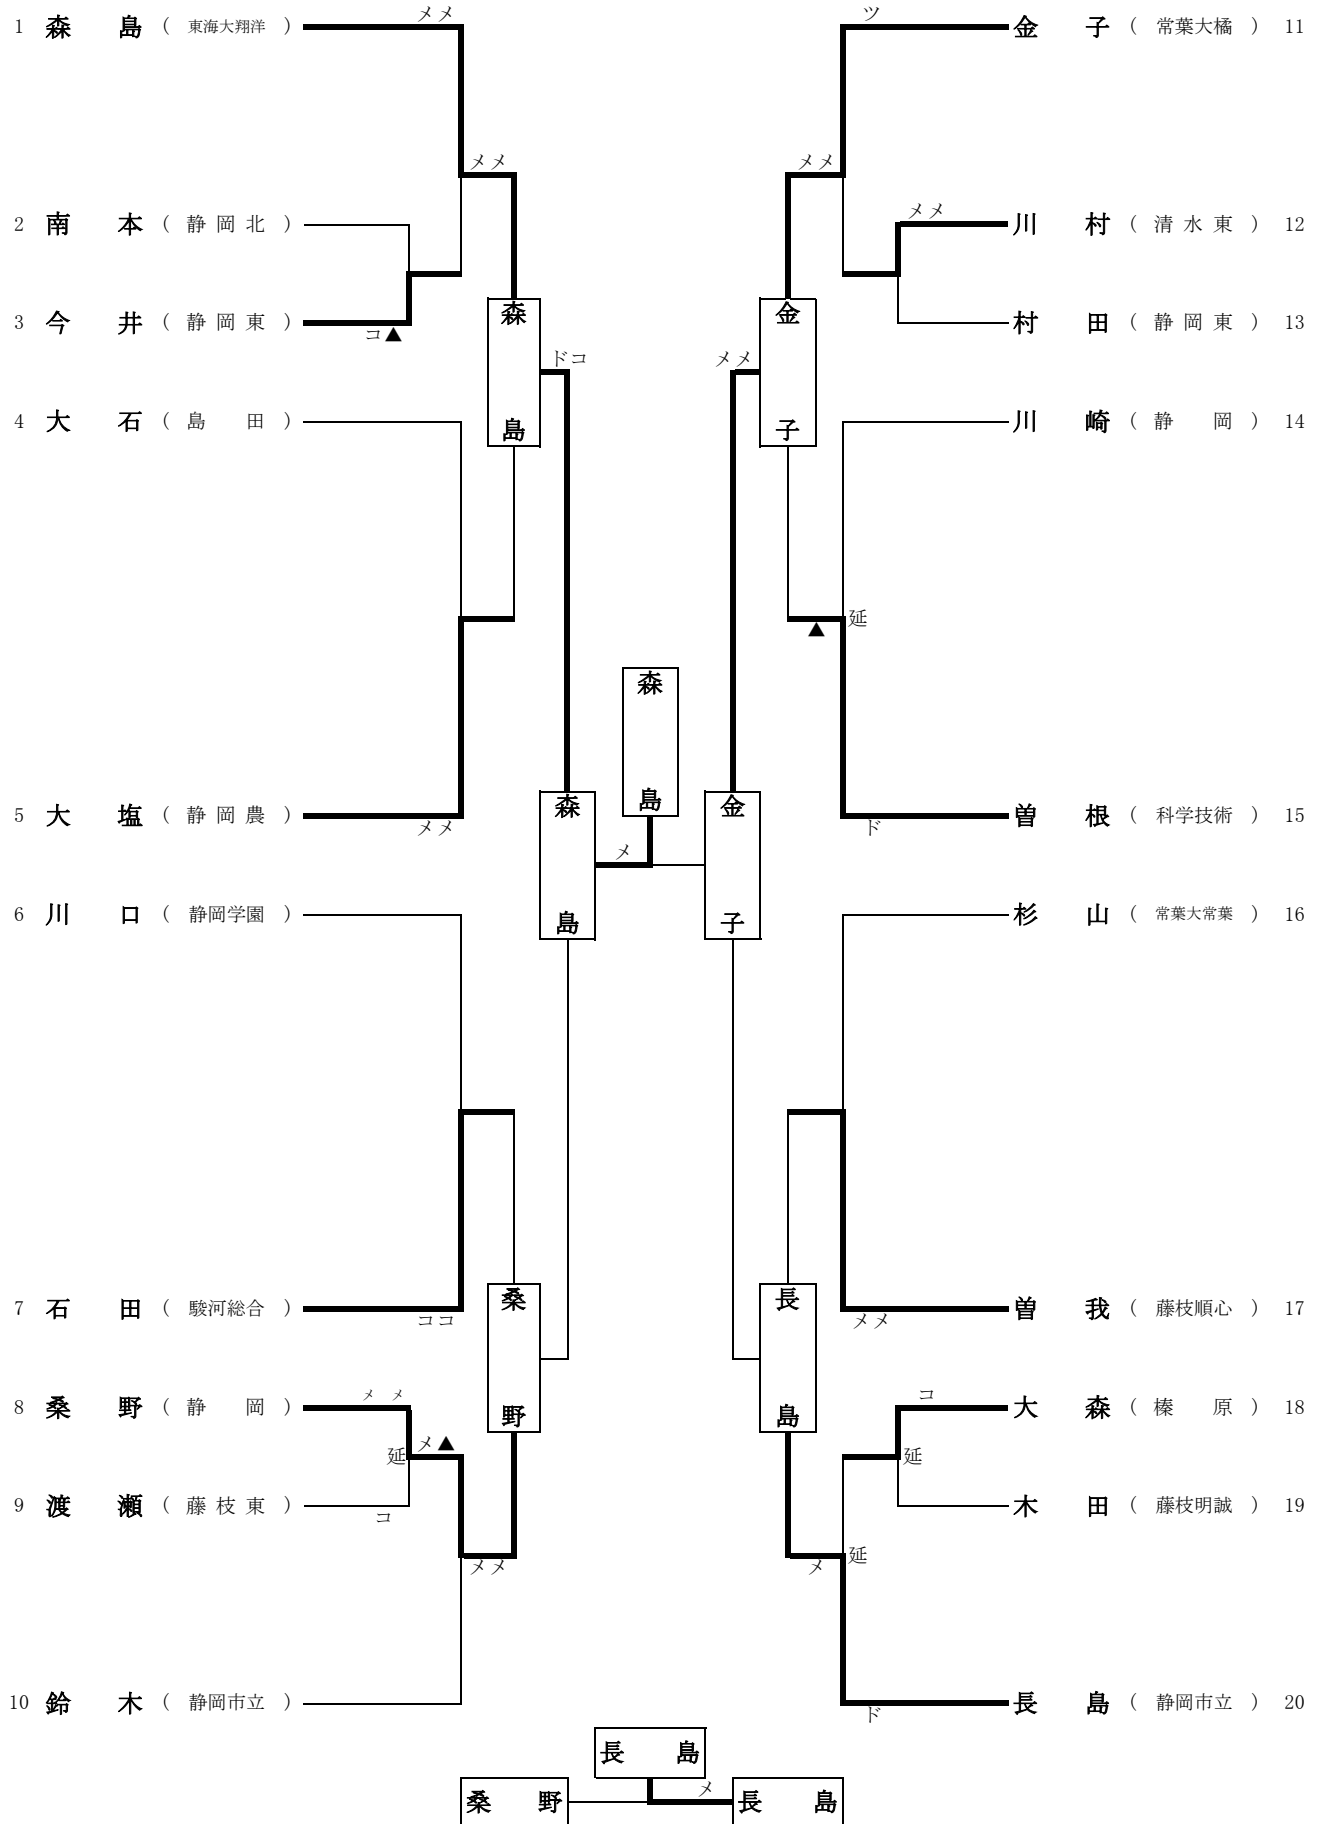 メメ
1 森 島 ( 東海大翔洋 )
メメ
2 南 本 ( 静 岡 北 )
3 今 井 ( 静 岡 東 )
コ▲
森島
ドコ
4 大 石 ( 島 田 )
5 大 塩 ( 静 岡 農 )
メメ
森島
メ
森島
6 川 口 ( 静岡学園 )
7 石 田 ( 駿河総合 )
ココ
桑野
8 桑 野 ( 静 岡 )
メ メ
延
メ▲
9 渡 瀬 ( 藤 枝 東 )
コ
メメ
10 鈴 木 ( 静岡市立 )
ツ
金 子 ( 常葉大橘 ) 11
メメ
メメ
川 村 ( 清 水 東 ) 12
村 田 ( 静 岡 東 ) 13
金子
メメ
川 崎 ( 静 岡 ) 14
延
▲
曽 根 ( 科学技術 ) 15
ド
金子
杉 山 ( 常葉大常葉 ) 16
曽 我 ( 藤枝順心 ) 17
メメ
長島
コ
大 森 ( 榛 原 ) 18
延
木 田 ( 藤枝明誠 ) 19
延
メ
長 島 ( 静岡市立 ) 20
ド
長 島
メ
桑 野
長 島